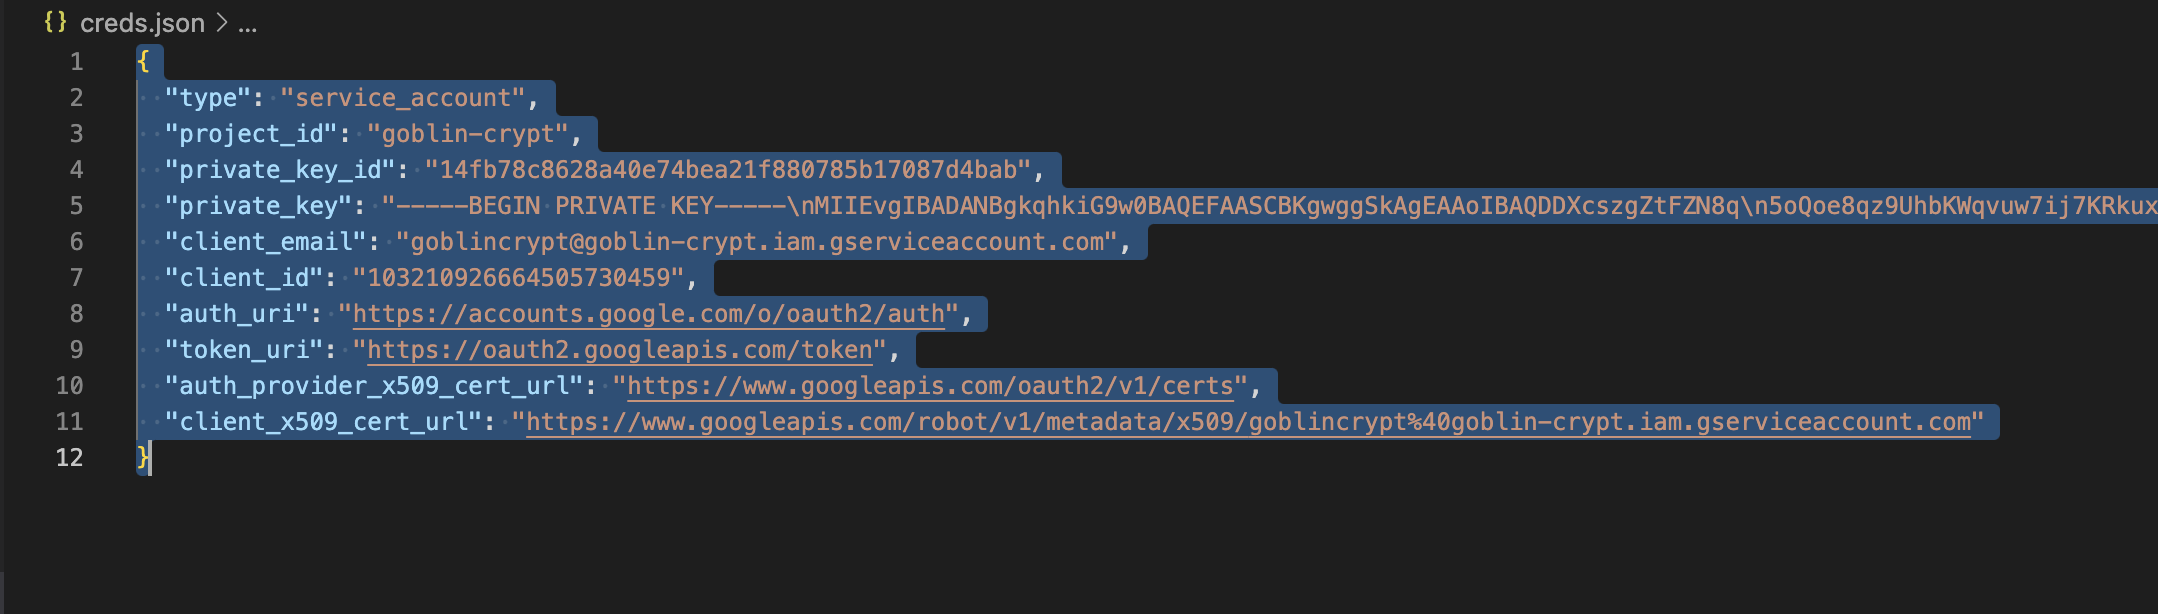 {} creds.json > ...
1 {
2 "type": "service_account",
3 "project_id": "goblin-crypt",
4 "private_key_id": "14fb78c8628a40e74bea21f880785b17087d4bab",
5 "private_key": "-----BEGIN PRIVATE KEY-----\nMIIEvgIBADANBgkqhkiG9w0BAQEFAASCBKgwggSkAgEAAoIBAQDDXcszgZtFZN8q\n5oQoe8qz9UhbKWqvuw7ij7KRkux
6 "client_email": "goblincrypt@goblin-crypt.iam.gserviceaccount.com",
7 "client_id": "103210926664505730459",
8 "auth_uri": "https://accounts.google.com/o/oauth2/auth",
9 "token_uri": "https://oauth2.googleapis.com/token",
10 "auth_provider_x509_cert_url": "https://www.googleapis.com/oauth2/v1/certs",
11 "client_x509_cert_url": "https://www.googleapis.com/robot/v1/metadata/x509/goblincrypt%40goblin-crypt.iam.gserviceaccount.com"
12 }